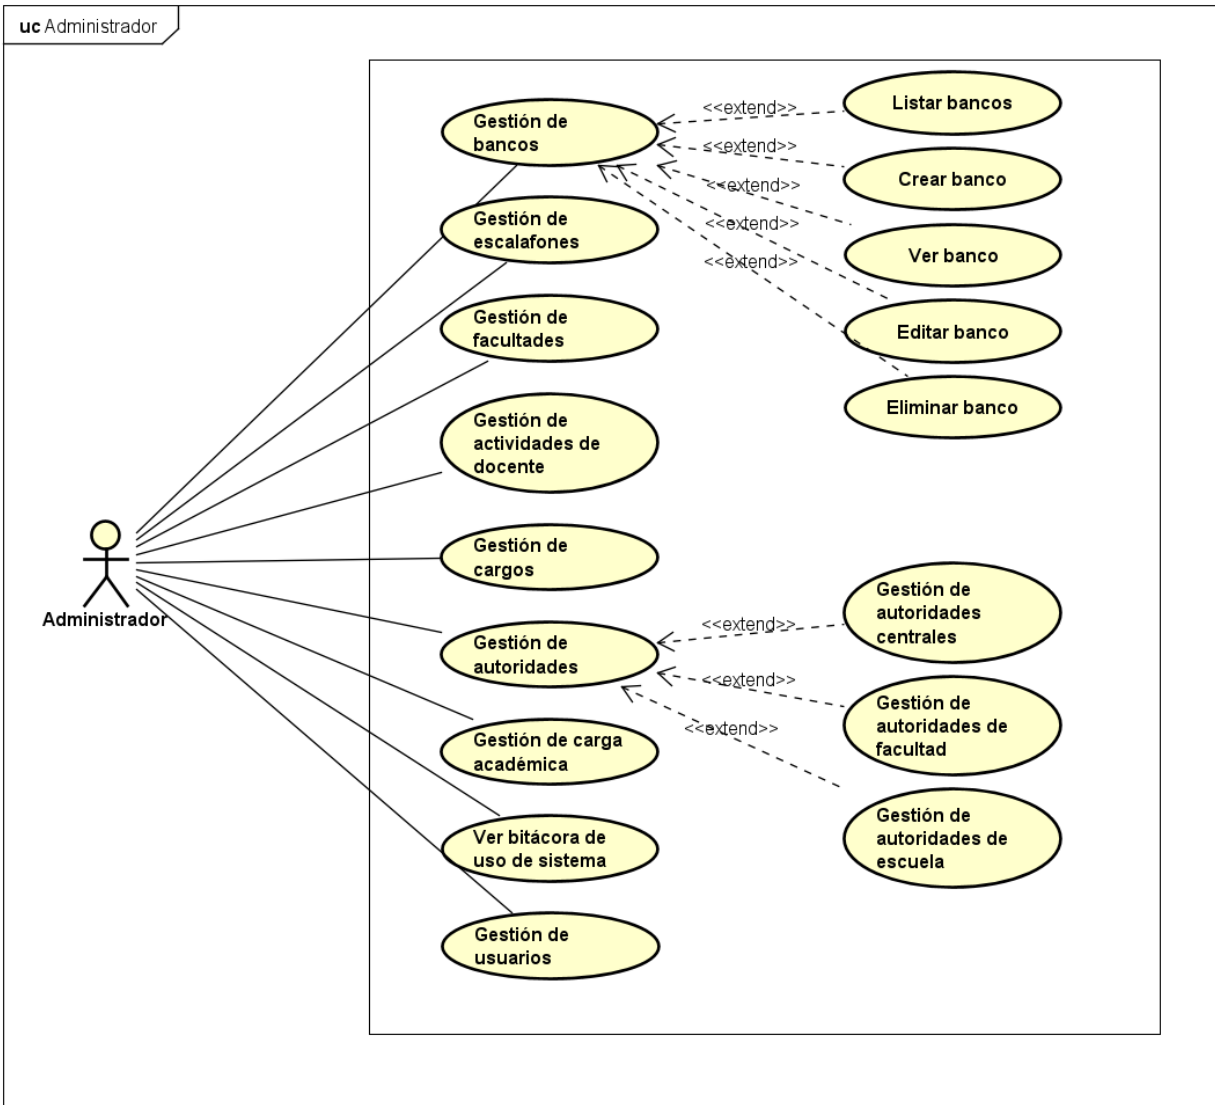 uc Administrador
Gestión de
bancos
<<extend>>
Listar bancos
<<extend>>
Crear banco
<<extend>>
Ver banco
<<extend>>
Editar banco
<<extend>>
Eliminar banco
Gestión de
escalafones
Gestión de
facultades
Gestión de
actividades de
docente
Gestión de
cargos
Administrador
Gestión de
autoridades
<<extend>>
Gestión de
autoridades
centrales
<<extend>>
Gestión de
autoridades de
facultad
<<extend>>
Gestión de
autoridades de
escuela
Gestión de carga
académica
Ver bitácora de
uso de sistema
Gestión de
usuarios